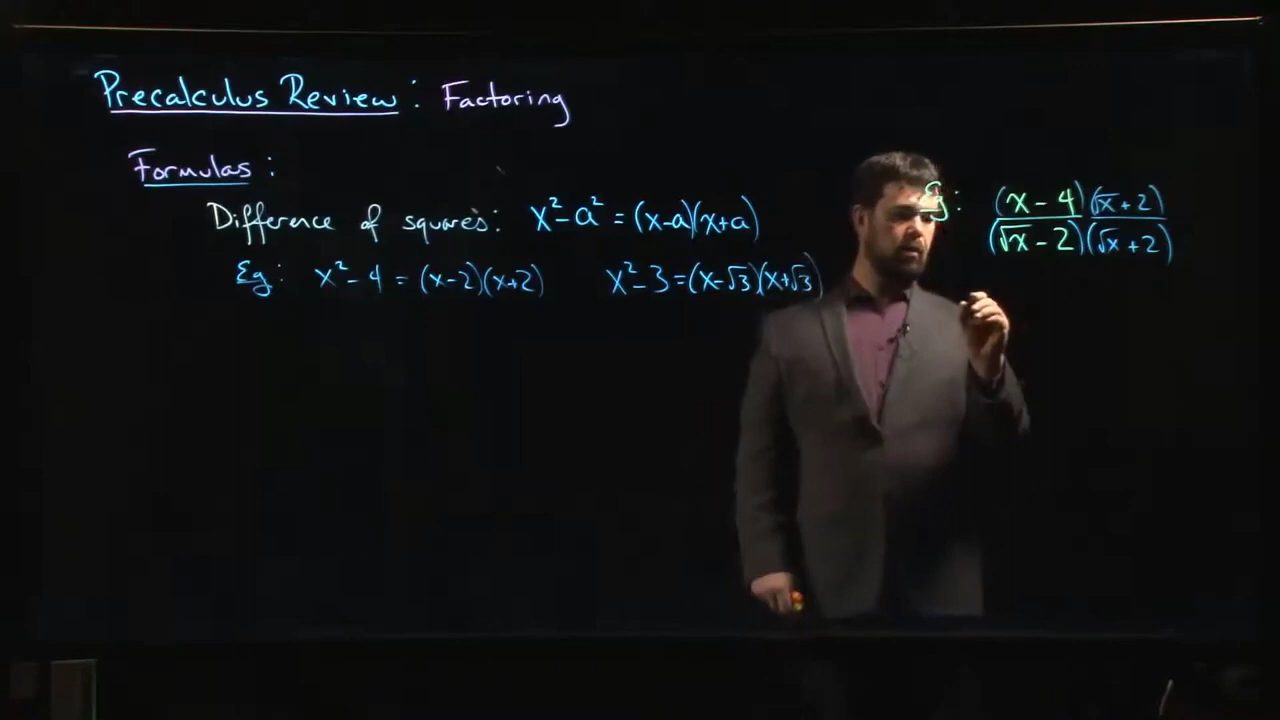 Precalculus Review: Factoring
Formulas:
Difference of squares: x²-a² = (x-a)(x+a)
Eg: x²-4 = (x-2)(x+2) x²-3=(x-√3)(x+√3)
Eg: (x-4)(√x+2)
(√x-2)(√x+2)